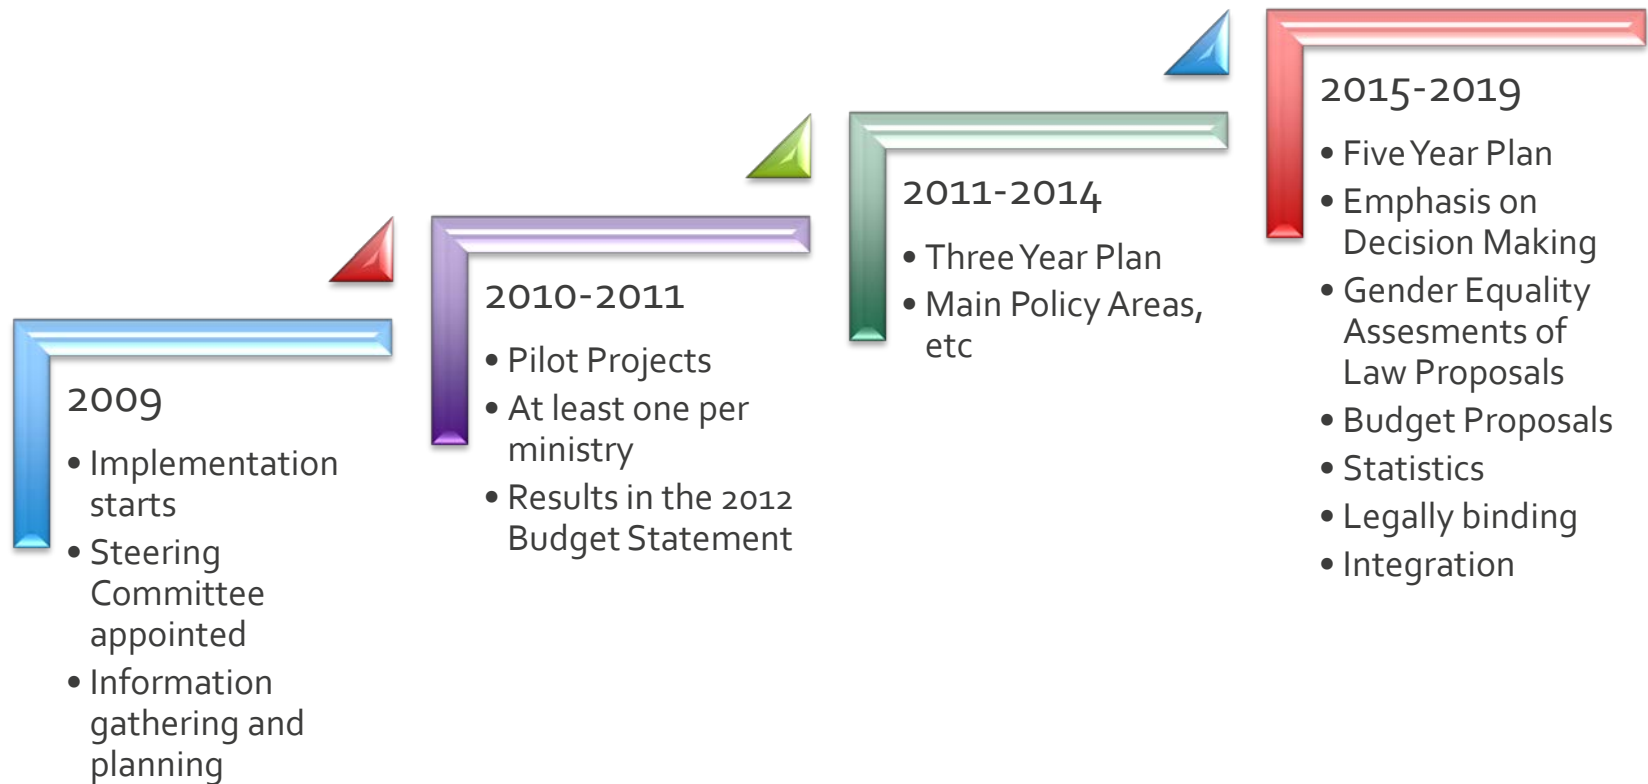 2009
• Implementation
starts
• Steering
Committee
appointed
• Information
gathering and
planning
2010-2011
• Pilot Projects
• At least one per
ministry
• Results in the 2012
Budget Statement
2011-2014
• Three Year Plan
• Main Policy Areas,
etc
2015-2019
• Five Year Plan
• Emphasis on
Decision Making
• Gender Equality
Assesments of
Law Proposals
• Budget Proposals
• Statistics
• Legally binding
• Integration